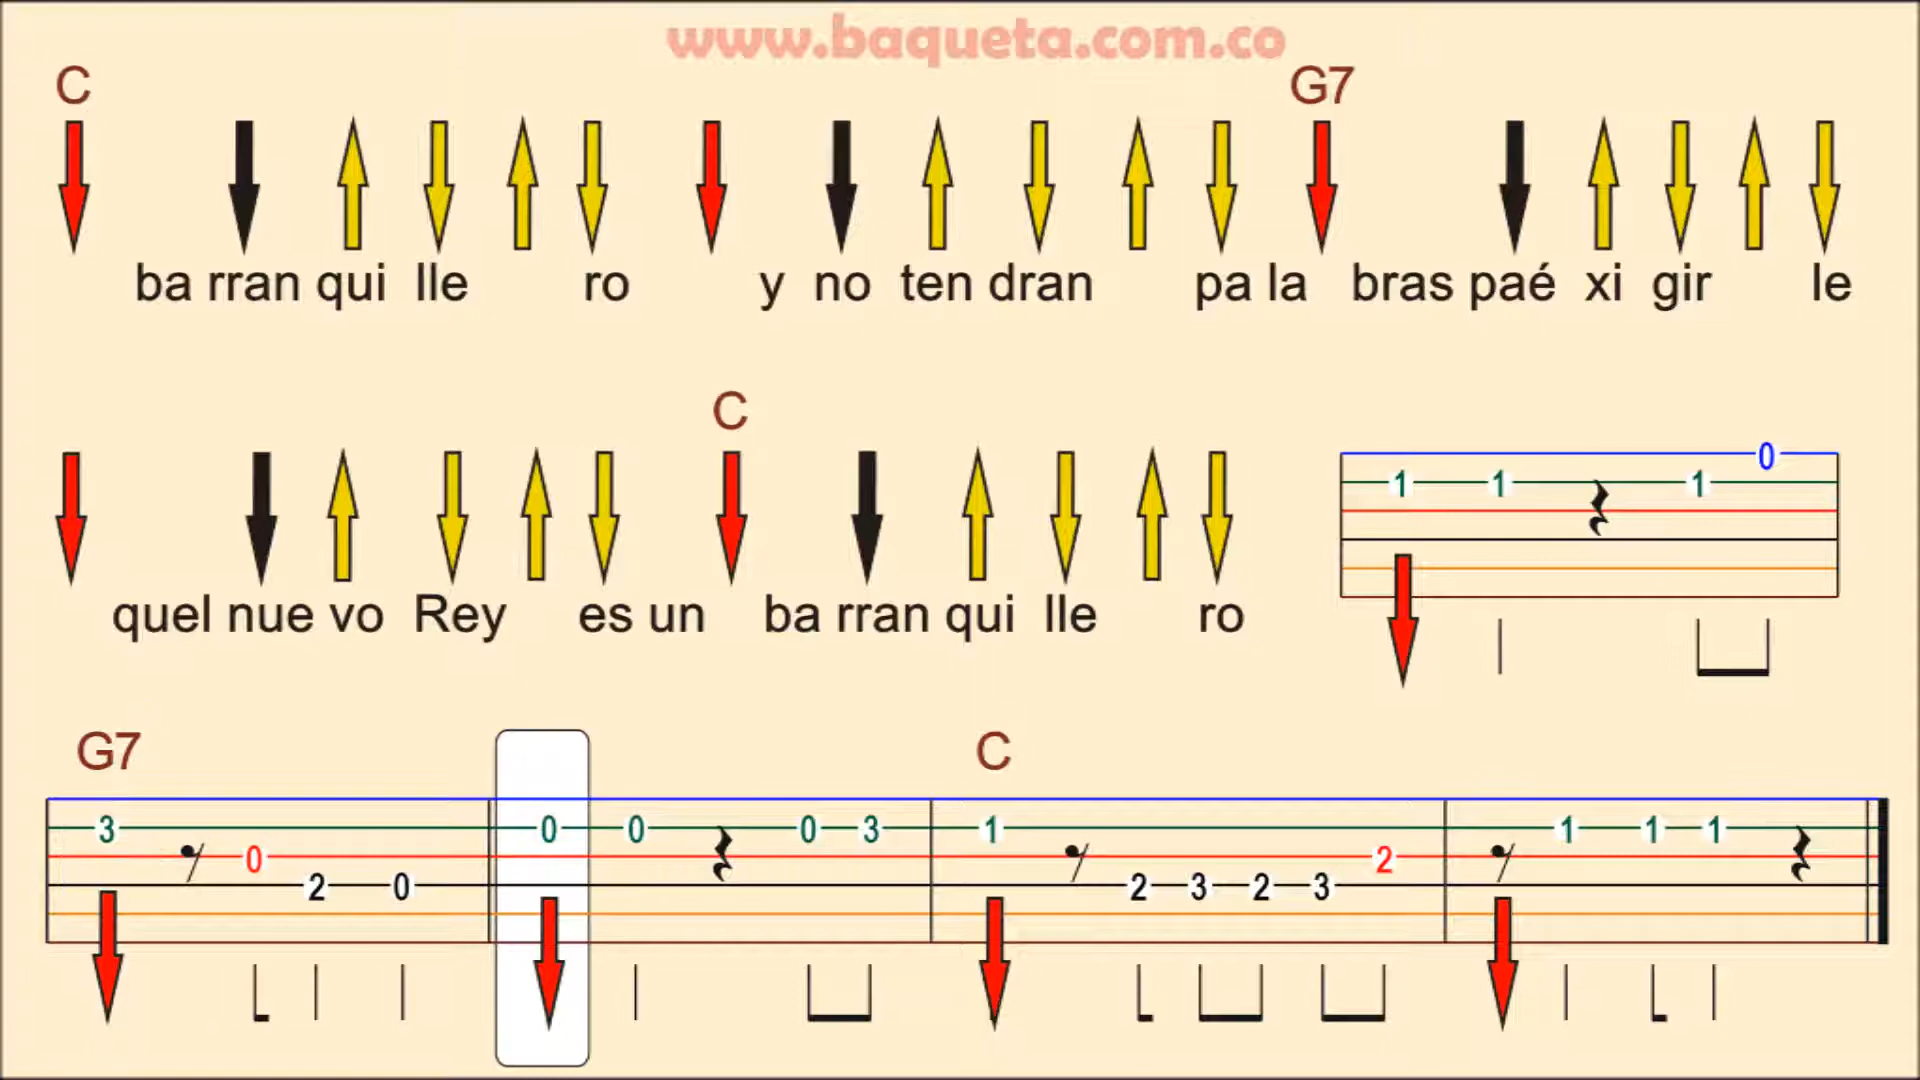 www.baqueta.com.co
C G7
ba rran qui lle ro y no ten dran pa la bras paé xi gir le
C
quel nue vo Rey es un ba rran qui lle ro
0
1 1 1
G7 C
3 0 0 0 3 1 1 1 1
0 2
2 0 2 3 2 3